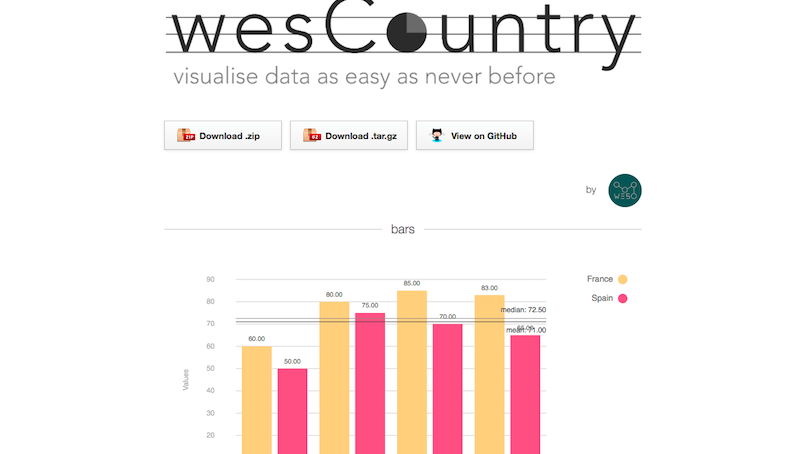 wesCountry
visualise data as easy as never before
Download .zip
Download .tar.gz
View on GitHub
by
WESO
bars
France
Spain
90
80
70
60
50
40
30
20
Values
60.00
50.00
80.00
75.00
85.00
70.00
83.00
65.00
median: 72.50
mean: 71.00
ZIP
GZ